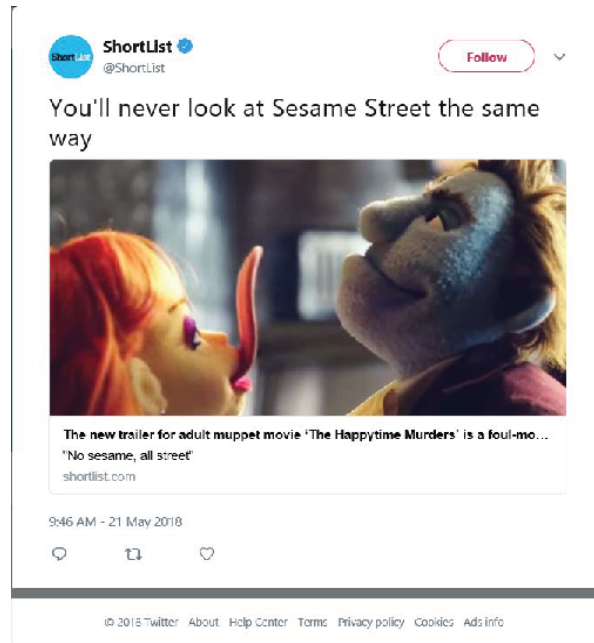 ShortList
ShortList
@ShortList
Follow
You'll never look at Sesame Street the same
way
The new trailer for adult muppet movie 'The Happytime Murders' is a foul-mo...
"No sesame, all street"
shortlist.com
9:46 AM - 21 May 2018
© 2018 Twitter About Help Center Terms Privacy policy Cookies Ads info